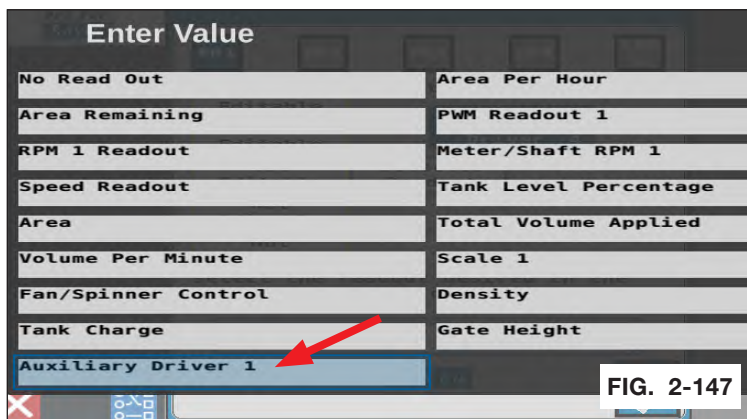 Enter Value
No Read Out
Area Per Hour
Area Remaining
PWM Readout 1
RPM 1 Readout
Meter/Shaft RPM 1
Speed Readout
Tank Level Percentage
Area
Total Volume Applied
Volume Per Minute
Scale 1
Fan/Spinner Control
Density
Tank Charge
Gate Height
Auxiliary Driver 1
FIG. 2-147